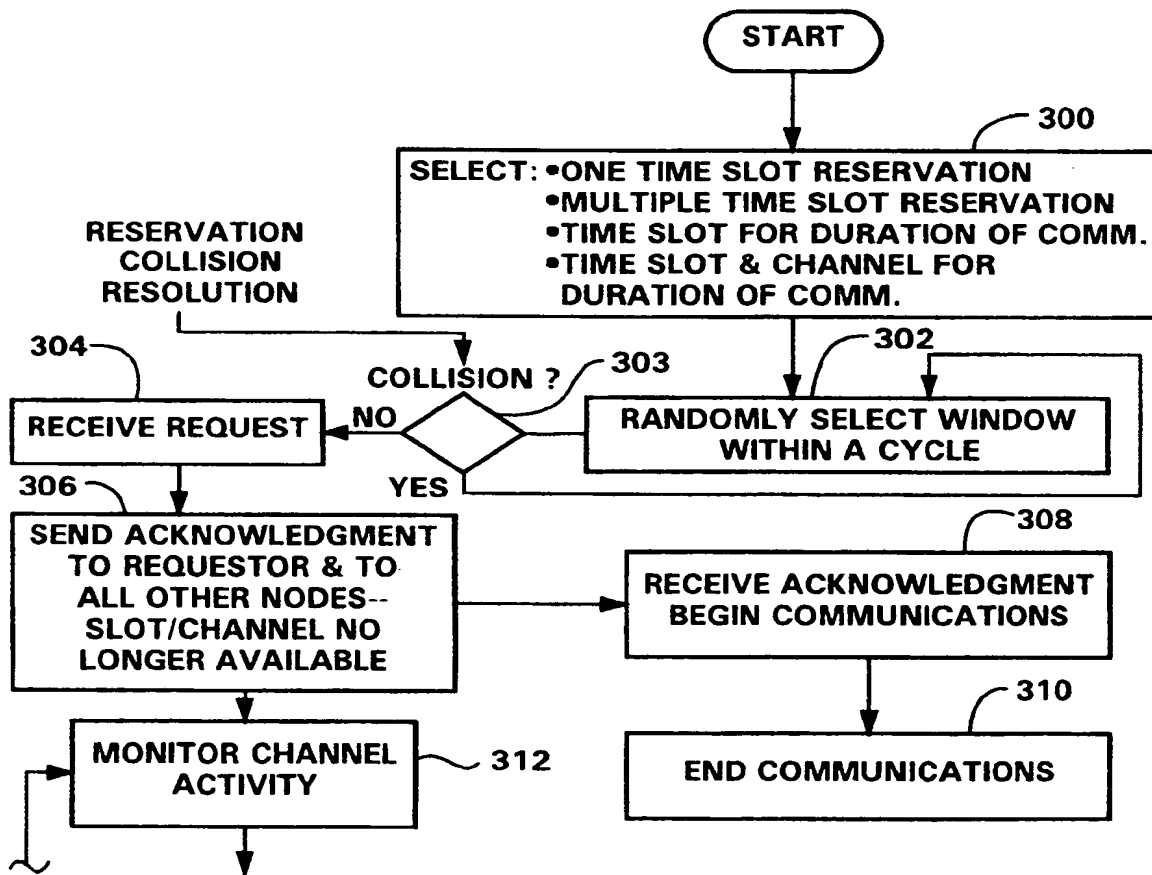 START
300
SELECT: •ONE TIME SLOT RESERVATION
•MULTIPLE TIME SLOT RESERVATION
•TIME SLOT FOR DURATION OF COMM.
•TIME SLOT & CHANNEL FOR
DURATION OF COMM.
RESERVATION
COLLISION
RESOLUTION
304
302
303
COLLISION ?
RECEIVE REQUEST
NO
YES
RANDOMLY SELECT WINDOW
WITHIN A CYCLE
306
SEND ACKNOWLEDGMENT
TO REQUESTOR & TO
ALL OTHER NODES--
SLOT/CHANNEL NO
LONGER AVAILABLE
308
RECEIVE ACKNOWLEDGMENT
BEGIN COMMUNICATIONS
310
END COMMUNICATIONS
MONITOR CHANNEL
ACTIVITY
312